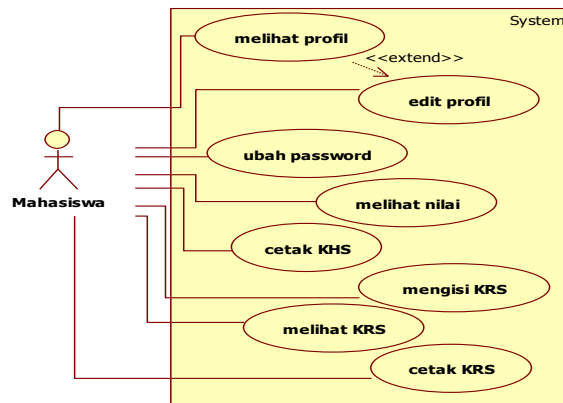 System
melihat profil
<<extend>>
edit profil
ubah password
Mahasiswa
melihat nilai
cetak KHS
mengisi KRS
melihat KRS
cetak KRS